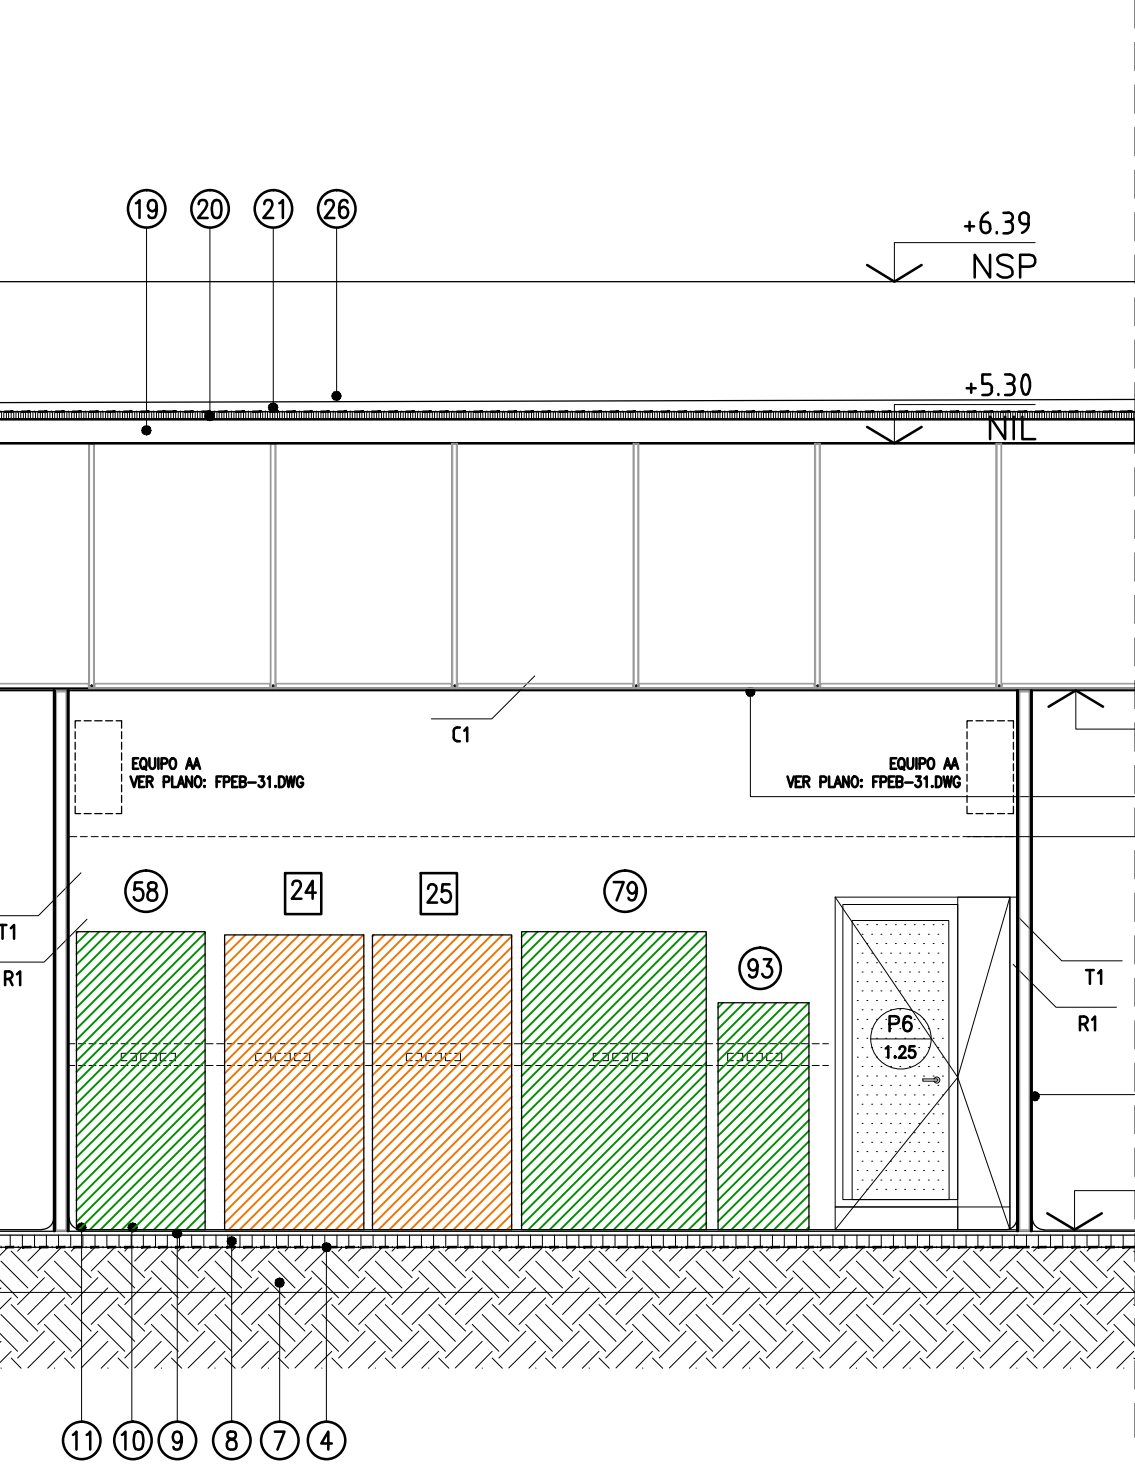 19 20 21 26
+6.39
NSP
+5.30
NIL
C1
EQUIPO AA
VER PLANO: FPEB-31.DWG
EQUIPO AA
VER PLANO: FPEB-31.DWG
58 24 25 79
93
T1
R1
T1
R1
P6
1.25
11 10 9 8 7 4